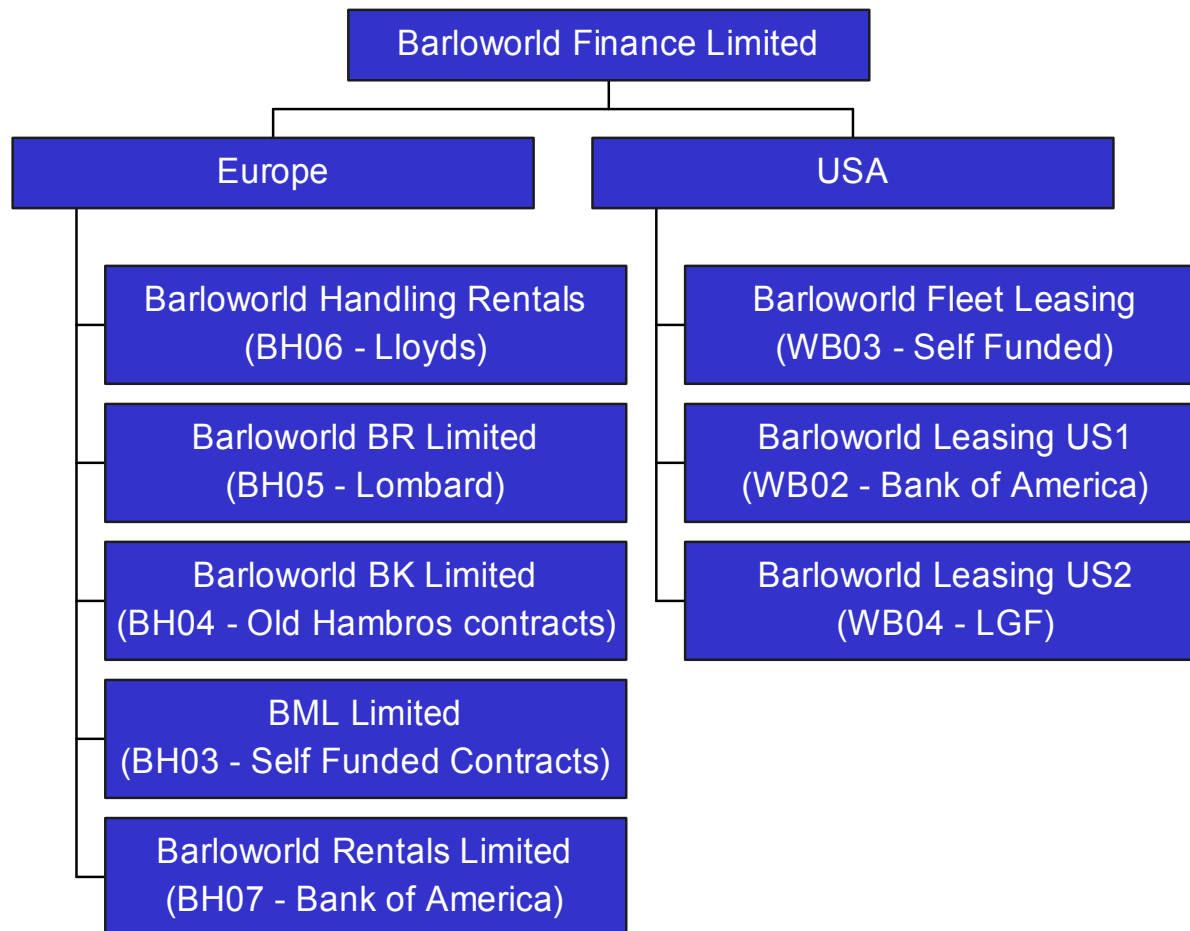 Barloworld Finance Limited
Europe
USA
Barloworld Handling Rentals
(BH06 - Lloyds)
Barloworld BR Limited
(BH05 - Lombard)
Barloworld BK Limited
(BH04 - Old Hambros contracts)
BML Limited
(BH03 - Self Funded Contracts)
Barloworld Rentals Limited
(BH07 - Bank of America)
Barloworld Fleet Leasing
(WB03 - Self Funded)
Barloworld Leasing US1
(WB02 - Bank of America)
Barloworld Leasing US2
(WB04 - LGF)